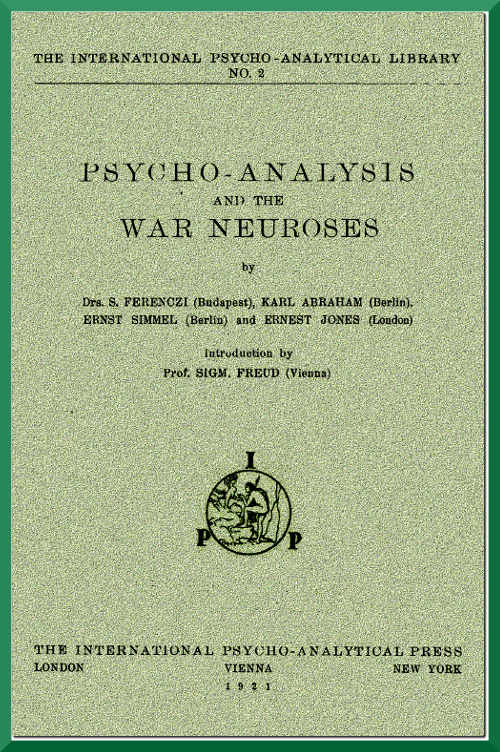 THE INTERNATIONAL PSYCHO-ANALYTICAL LIBRARY
NO. 2
PSYCHO-ANALYSIS
AND THE
WAR NEUROSES
by
Drs. S. FERENCZI (Budapest), KARL ABRAHAM (Berlin).
ERNST SIMMEL (Berlin) and ERNEST JONES (London)
Introduction by
Prof. SIGM. FREUD (Vienna)
I
P P
THE INTERNATIONAL PSYCHO-ANALYTICAL PRESS
LONDON VIENNA NEW YORK
1921